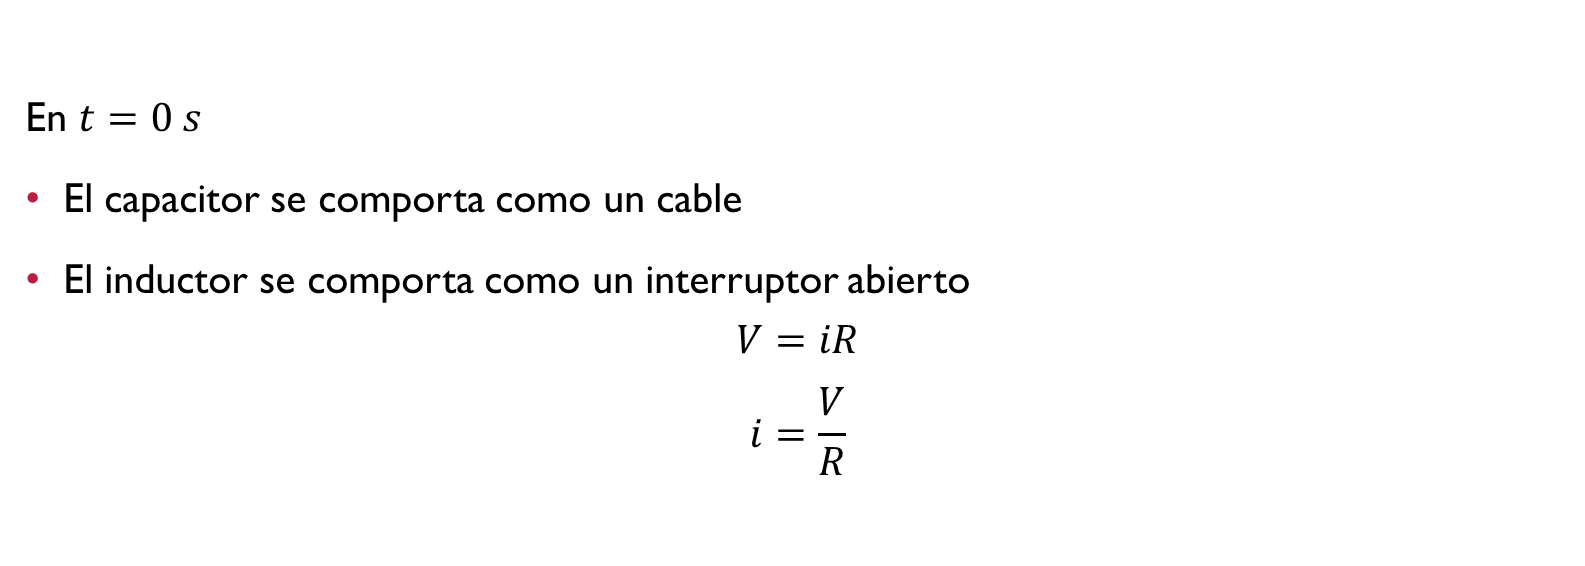 En t = 0 s
• El capacitor se comporta como un cable
• El inductor se comporta como un interruptor abierto
V = iR
i = V/R